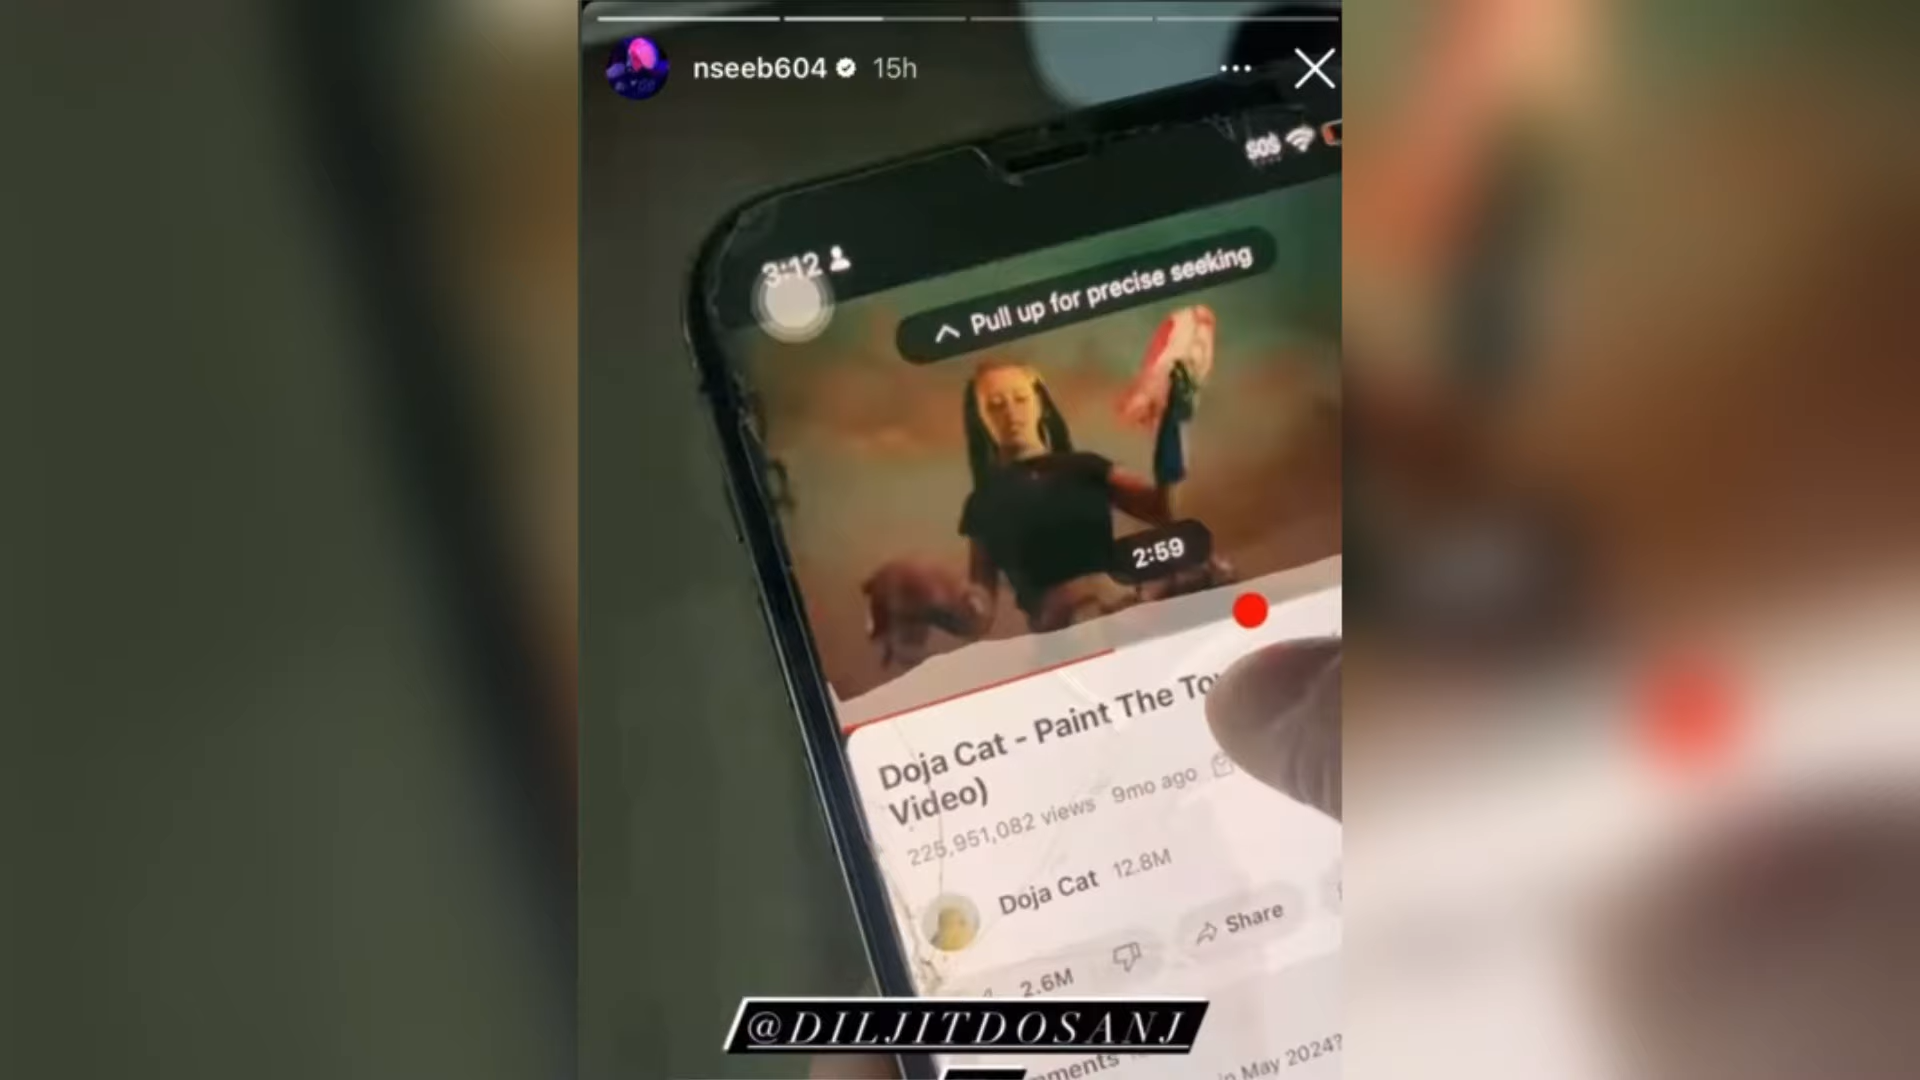 nseeb604 15h
SOS
3:12
Pull up for precise seeking
2:59
Doja Cat - Paint The
Video)
225,951,082 views 9mo ago
Doja Cat 12.8M
Share
2.6M
@DILJITDOSANJ
in May 2024?